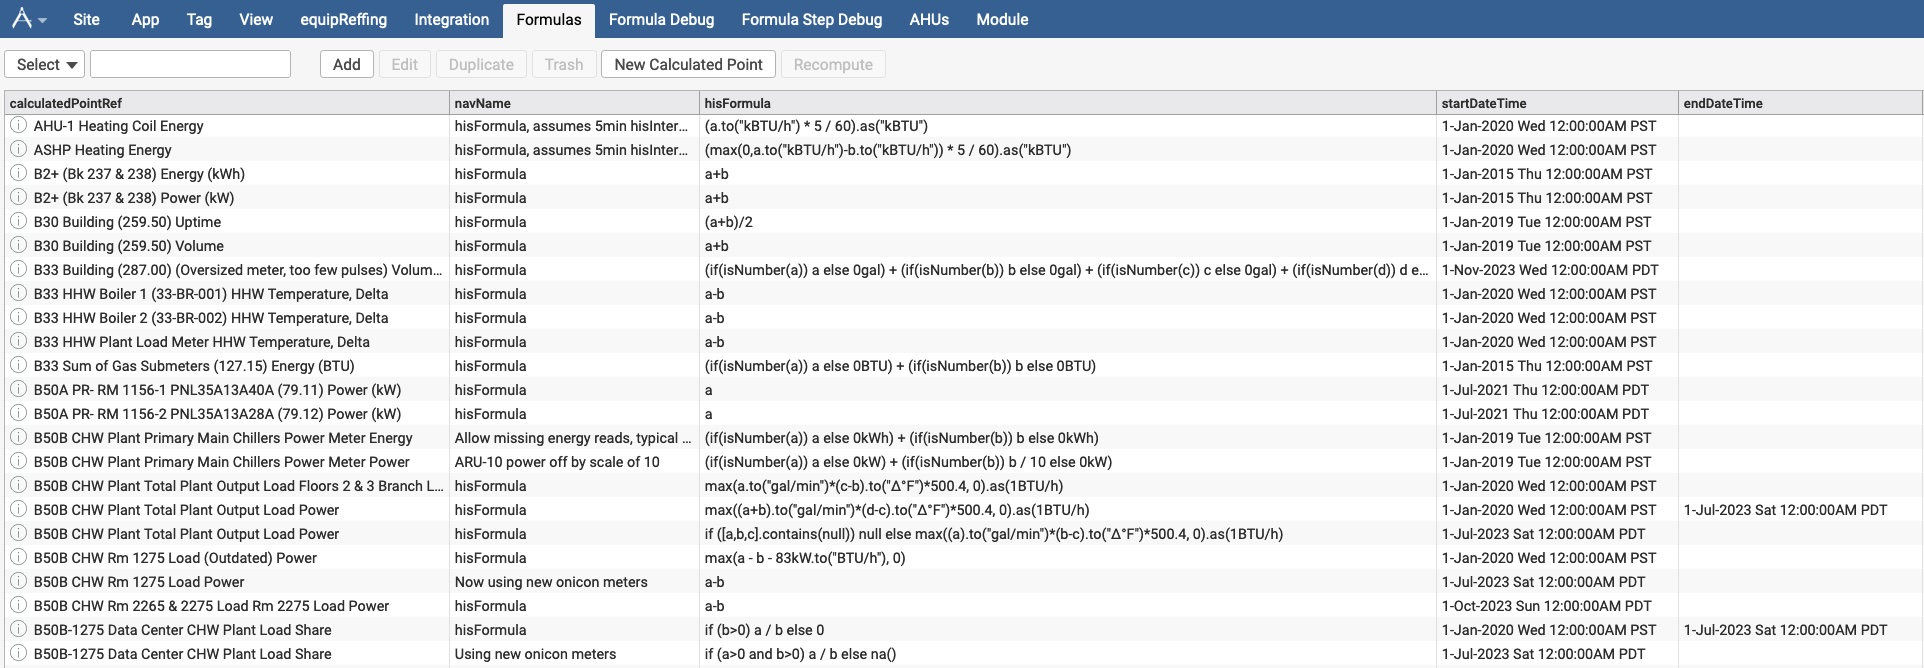 Site App Tag View equipReffing Integration Formulas Formula Debug Formula Step Debug AHUs Module
Select Add Edit Duplicate Trash New Calculated Point Recompute
calculatedPointRef navName hisFormula startDateTime endDateTime
AHU-1 Heating Coil Energy hisFormula, assumes 5min hisInter... (a.to("kBTU/h") * 5 / 60).as("kBTU") 1-Jan-2020 Wed 12:00:00AM PST
ASHP Heating Energy hisFormula, assumes 5min hisInter... (max(0,a.to("kBTU/h")-b.to("kBTU/h")) * 5 / 60).as("kBTU") 1-Jan-2020 Wed 12:00:00AM PST
B2+ (Bk 237 & 238) Energy (kWh) hisFormula a+b 1-Jan-2015 Thu 12:00:00AM PST
B2+ (Bk 237 & 238) Power (kW) hisFormula a+b 1-Jan-2015 Thu 12:00:00AM PST
B30 Building (259.50) Uptime hisFormula (a+b)/2 1-Jan-2019 Tue 12:00:00AM PST
B30 Building (259.50) Volume hisFormula a+b 1-Jan-2019 Tue 12:00:00AM PST
B33 Building (287.00) (Oversized meter, too few pulses) Volum... hisFormula (if(isNumber(a)) a else 0gal) + (if(isNumber(b)) b else 0gal) + (if(isNumber(c)) c else 0gal) + (if(isNumber(d)) d e... 1-Nov-2023 Wed 12:00:00AM PDT
B33 HHW Boiler 1 (33-BR-001) HHW Temperature, Delta hisFormula a-b 1-Jan-2020 Wed 12:00:00AM PST
B33 HHW Boiler 2 (33-BR-002) HHW Temperature, Delta hisFormula a-b 1-Jan-2020 Wed 12:00:00AM PST
B33 HHW Plant Load Meter HHW Temperature, Delta hisFormula a-b 1-Jan-2020 Wed 12:00:00AM PST
B33 Sum of Gas Submeters (127.15) Energy (BTU) hisFormula (if(isNumber(a)) a else 0BTU) + (if(isNumber(b)) b else 0BTU) 1-Jan-2015 Thu 12:00:00AM PST
B50A PR- RM 1156-1 PNL35A13A40A (79.11) Power (kW) hisFormula a 1-Jul-2021 Thu 12:00:00AM PDT
B50A PR- RM 1156-2 PNL35A13A28A (79.12) Power (kW) hisFormula a 1-Jul-2021 Thu 12:00:00AM PDT
B50B CHW Plant Primary Main Chillers Power Meter Energy Allow missing energy reads, typical ... (if(isNumber(a)) a else 0kWh) + (if(isNumber(b)) b else 0kWh) 1-Jan-2019 Tue 12:00:00AM PST
B50B CHW Plant Primary Main Chillers Power Meter Power ARU-10 power off by scale of 10 (if(isNumber(a)) a else 0kW) + (if(isNumber(b)) b / 10 else 0kW) 1-Jan-2019 Tue 12:00:00AM PST
B50B CHW Plant Total Plant Output Load Floors 2 & 3 Branch L... hisFormula max(a.to("gal/min")*(c-b).to("Δ°F")*500.4, 0).as(1BTU/h) 1-Jan-2020 Wed 12:00:00AM PST
B50B CHW Plant Total Plant Output Load Power hisFormula max((a+b).to("gal/min")*(d-c).to("Δ°F")*500.4, 0).as(1BTU/h) 1-Jan-2020 Wed 12:00:00AM PST 1-Jul-2023 Sat 12:00:00AM PDT
B50B CHW Plant Total Plant Output Load Power hisFormula if ([a,b,c].contains(null)) null else max((a).to("gal/min")*(b-c).to("Δ°F")*500.4, 0).as(1BTU/h) 1-Jul-2023 Sat 12:00:00AM PDT
B50B CHW Rm 1275 Load (Outdated) Power hisFormula max(a - b - 83kW.to("BTU/h"), 0) 1-Jan-2020 Wed 12:00:00AM PST
B50B CHW Rm 1275 Load Power Now using new onicon meters a-b 1-Jul-2023 Sat 12:00:00AM PDT
B50B CHW Rm 2265 & 2275 Load Rm 2275 Load Power hisFormula a-b 1-Oct-2023 Sun 12:00:00AM PDT
B50B-1275 Data Center CHW Plant Load Share hisFormula if (b>0) a / b else 0 1-Jan-2020 Wed 12:00:00AM PST 1-Jul-2023 Sat 12:00:00AM PDT
B50B-1275 Data Center CHW Plant Load Share Using new onicon meters if (a>0 and b>0) a / b else na() 1-Jul-2023 Sat 12:00:00AM PDT